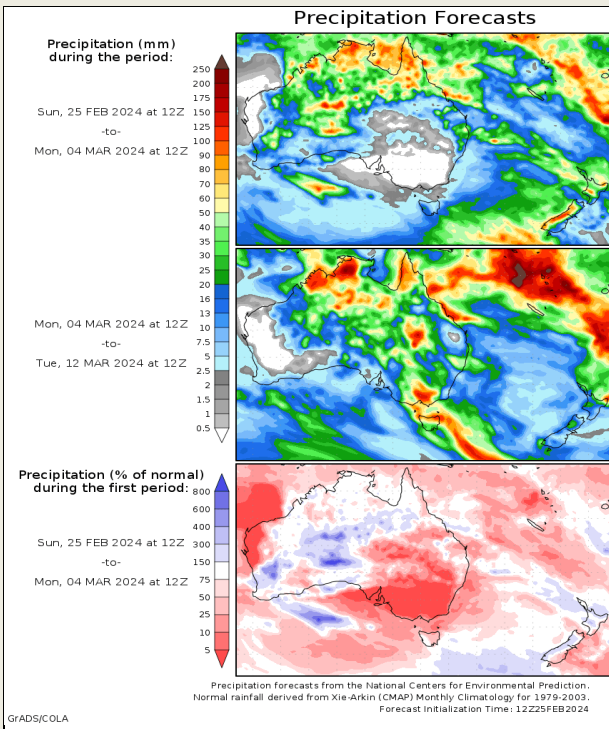 Precipitation Forecasts
Precipitation (mm)
during the period:
Sun, 25 FEB 2024 at 12Z
-to-
Mon, 04 MAR 2024 at 12Z
250
200
175
150
125
100
90
80
70
60
50
40
35
30
25
20
16
13
10
7.5
5
2.5
2
1.5
1
0.5
Mon, 04 MAR 2024 at 12Z
-to-
Tue, 12 MAR 2024 at 12Z
Precipitation (% of normal)
during the first period:
Sun, 25 FEB 2024 at 12Z
-to-
Mon, 04 MAR 2024 at 12Z
800
600
400
300
150
75
50
25
10
5
Precipitation forecasts from the National Centers for Environmental Prediction.
Normal rainfall derived from Xie-Arkin (CMAP) Monthly Climatology for 1979-2003.
Forecast Initialization Time: 12Z25FEB2024
GrADS/COLA